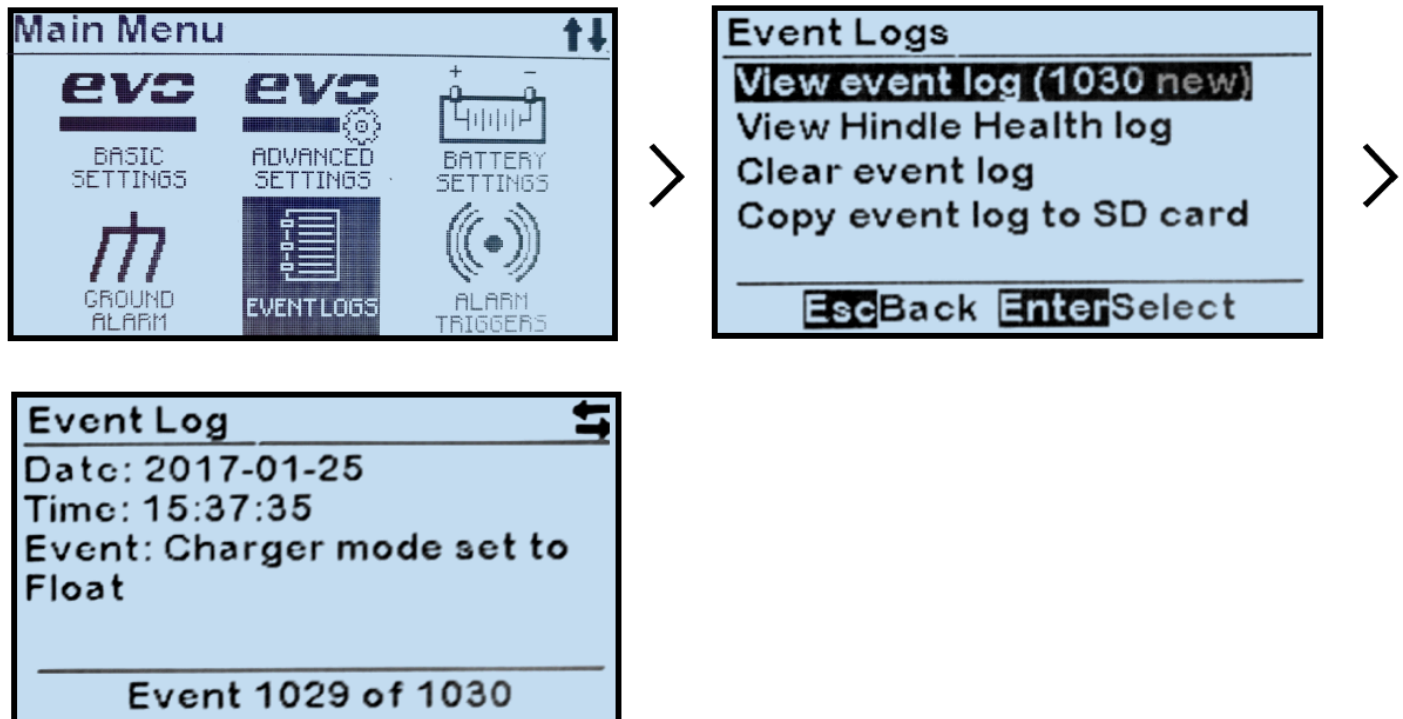 Main Menu
evo evo + -
BASIC SETTINGS
ADVANCED SETTINGS
BATTERY SETTINGS
GROUND ALARM
EVENT LOGS
ALARM TRIGGERS
Event Logs
View event log (1030 new)
View Hindle Health log
Clear event log
Copy event log to SD card
Esc Back Enter Select
Event Log
Date: 2017-01-25
Time: 15:37:35
Event: Charger mode set to
Float
Event 1029 of 1030